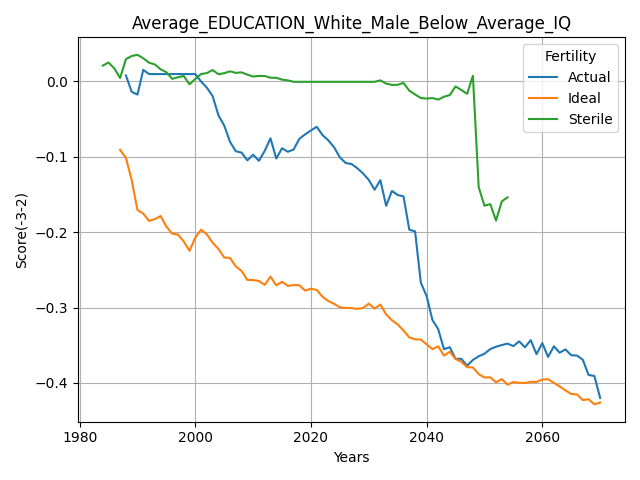 Average_EDUCATION_White_Male_Below_Average_IQ
Fertility
Actual
Ideal
Sterile
Score(-3-2)
0.0
−0.1
−0.2
−0.3
−0.4
1980 2000 2020 2040 2060
Years